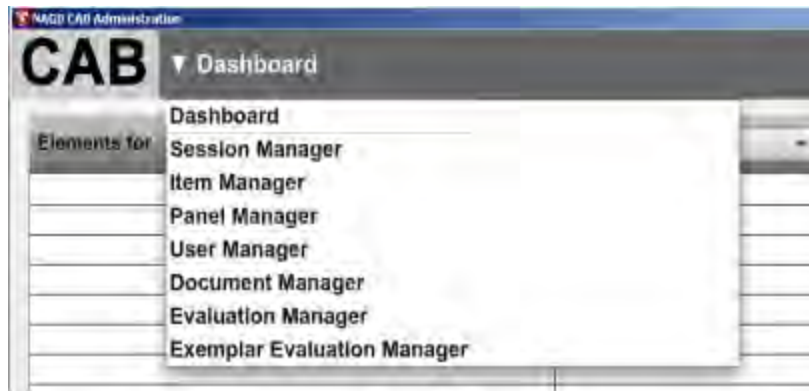 NAGB CAB Administration
CAB
▼ Dashboard
Elements for
Dashboard
Session Manager
Item Manager
Panel Manager
User Manager
Document Manager
Evaluation Manager
Exemplar Evaluation Manager